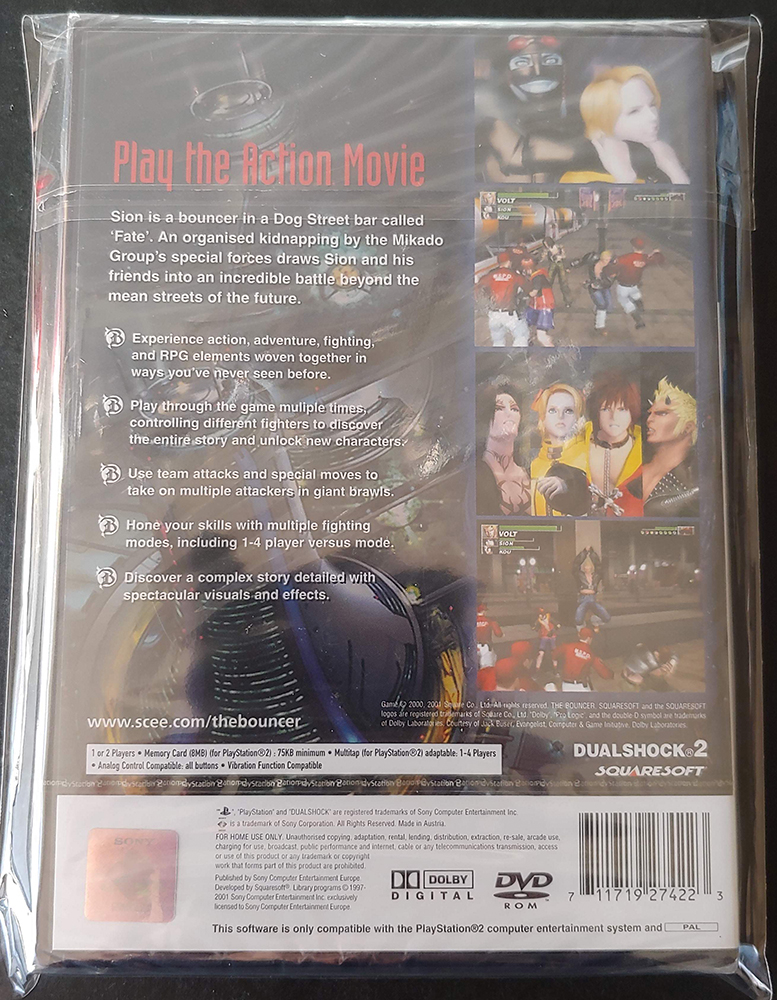 Play the Action Movie
Sion is a bouncer in a Dog Street bar called
'Fate'. An organised kidnapping by the Mikado
Group's special forces draws Sion and his
friends into an incredible battle beyond the
mean streets of the future.
Experience action, adventure, fighting,
and RPG elements woven together in
ways you've never seen before.
Play through the game muliple times,
controlling different fighters to discover
the entire story and unlock new characters.
Use team attacks and special moves to
take on multiple attackers in giant brawls.
Hone your skills with multiple fighting
modes, including 1-4 player versus mode.
Discover a complex story detailed with
spectacular visuals and effects.
VOLT
SION
KOU
VOLT
SION
KOU
www.scee.com/thebouncer
Game © 2000, 2001 Square Co., Ltd. All rights reserved. THE BOUNCER, SQUARESOFT and the SQUARESOFT
logos are registered trademarks of Square Co., Ltd. "Dolby", "Pro Logic", and the double-D symbol are trademarks
of Dolby Laboratories. Courtesy of Jack Buser, Evangelist, Computer & Game Initiative, Dolby Laboratories.
1 or 2 Players • Memory Card (8MB) (for PlayStation®2) : 75KB minimum • Multitap (for PlayStation®2) adaptable: 1-4 Players
• Analog Control Compatible: all buttons • Vibration Function Compatible
DUALSHOCK®2
SQUARESOFT
"PS", "PlayStation" and "DUALSHOCK" are registered trademarks of Sony Computer Entertainment Inc.
is a trademark of Sony Corporation. All Rights Reserved. Made in Austria.
FOR HOME USE ONLY. Unauthorised copying, adaptation, rental, lending, distribution, extraction, re-sale, arcade use,
charging for use, broadcast, public performance and internet, cable or any telecommunications transmission, access
or use of this product or any trademark or copyright
work that forms part of this product are prohibited.
Published by Sony Computer Entertainment Europe.
Developed by Squaresoft®. Library programs © 1997-
2001 Sony Computer Entertainment Inc. exclusively
licensed to Sony Computer Entertainment Europe.
SONY
DOLBY
DIGITAL
DVD
ROM
7 11719 27422 3
This software is only compatible with the PlayStation®2 computer entertainment system and PAL